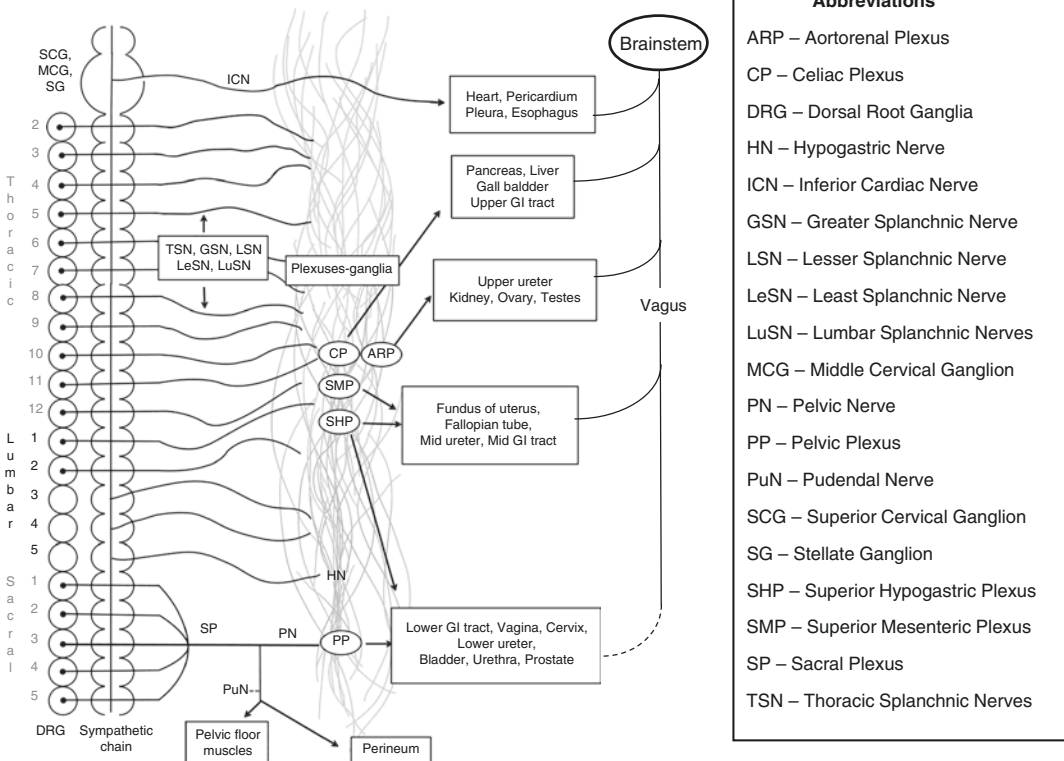 SCG,
MCG,
SG
ICN
Heart, Pericardium
Pleura, Esophagus
Brainstem
Pancreas, Liver
Gall baldder
Upper GI tract
Thoracic
2
3
4
5
6
7
8
9
10
11
12
TSN, GSN, LSN
LeSN, LuSN
Plexuses-ganglia
Upper ureter
Kidney, Ovary, Testes
Vagus
CP
ARP
SMP
SHP
Fundus of uterus,
Fallopian tube,
Mid ureter, Mid GI tract
Lumbar
1
2
3
4
5
HN
Sacral
1
2
3
4
5
SP
PN
PP
Lower GI tract, Vagina, Cervix,
Lower ureter,
Bladder, Urethra, Prostate
PuN
DRG
Sympathetic
chain
Pelvic floor
muscles
Perineum
Abbreviations
ARP – Aortorenal Plexus
CP – Celiac Plexus
DRG – Dorsal Root Ganglia
HN – Hypogastric Nerve
ICN – Inferior Cardiac Nerve
GSN – Greater Splanchnic Nerve
LSN – Lesser Splanchnic Nerve
LeSN – Least Splanchnic Nerve
LuSN – Lumbar Splanchnic Nerves
MCG – Middle Cervical Ganglion
PN – Pelvic Nerve
PP – Pelvic Plexus
PuN – Pudendal Nerve
SCG – Superior Cervical Ganglion
SG – Stellate Ganglion
SHP – Superior Hypogastric Plexus
SMP – Superior Mesenteric Plexus
SP – Sacral Plexus
TSN – Thoracic Splanchnic Nerves